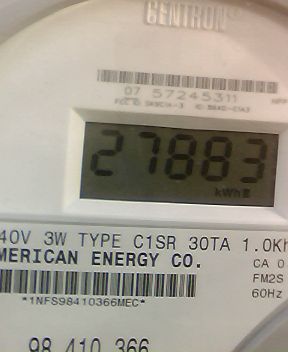 CENTRON®
07 57245311
27883
kWh
40V 3W TYPE C1SR 30TA 1.0Kh
MERICAN ENERGY CO.
CA 0
FM2S
60Hz
*1NFS98410366MEC*
98 410 366